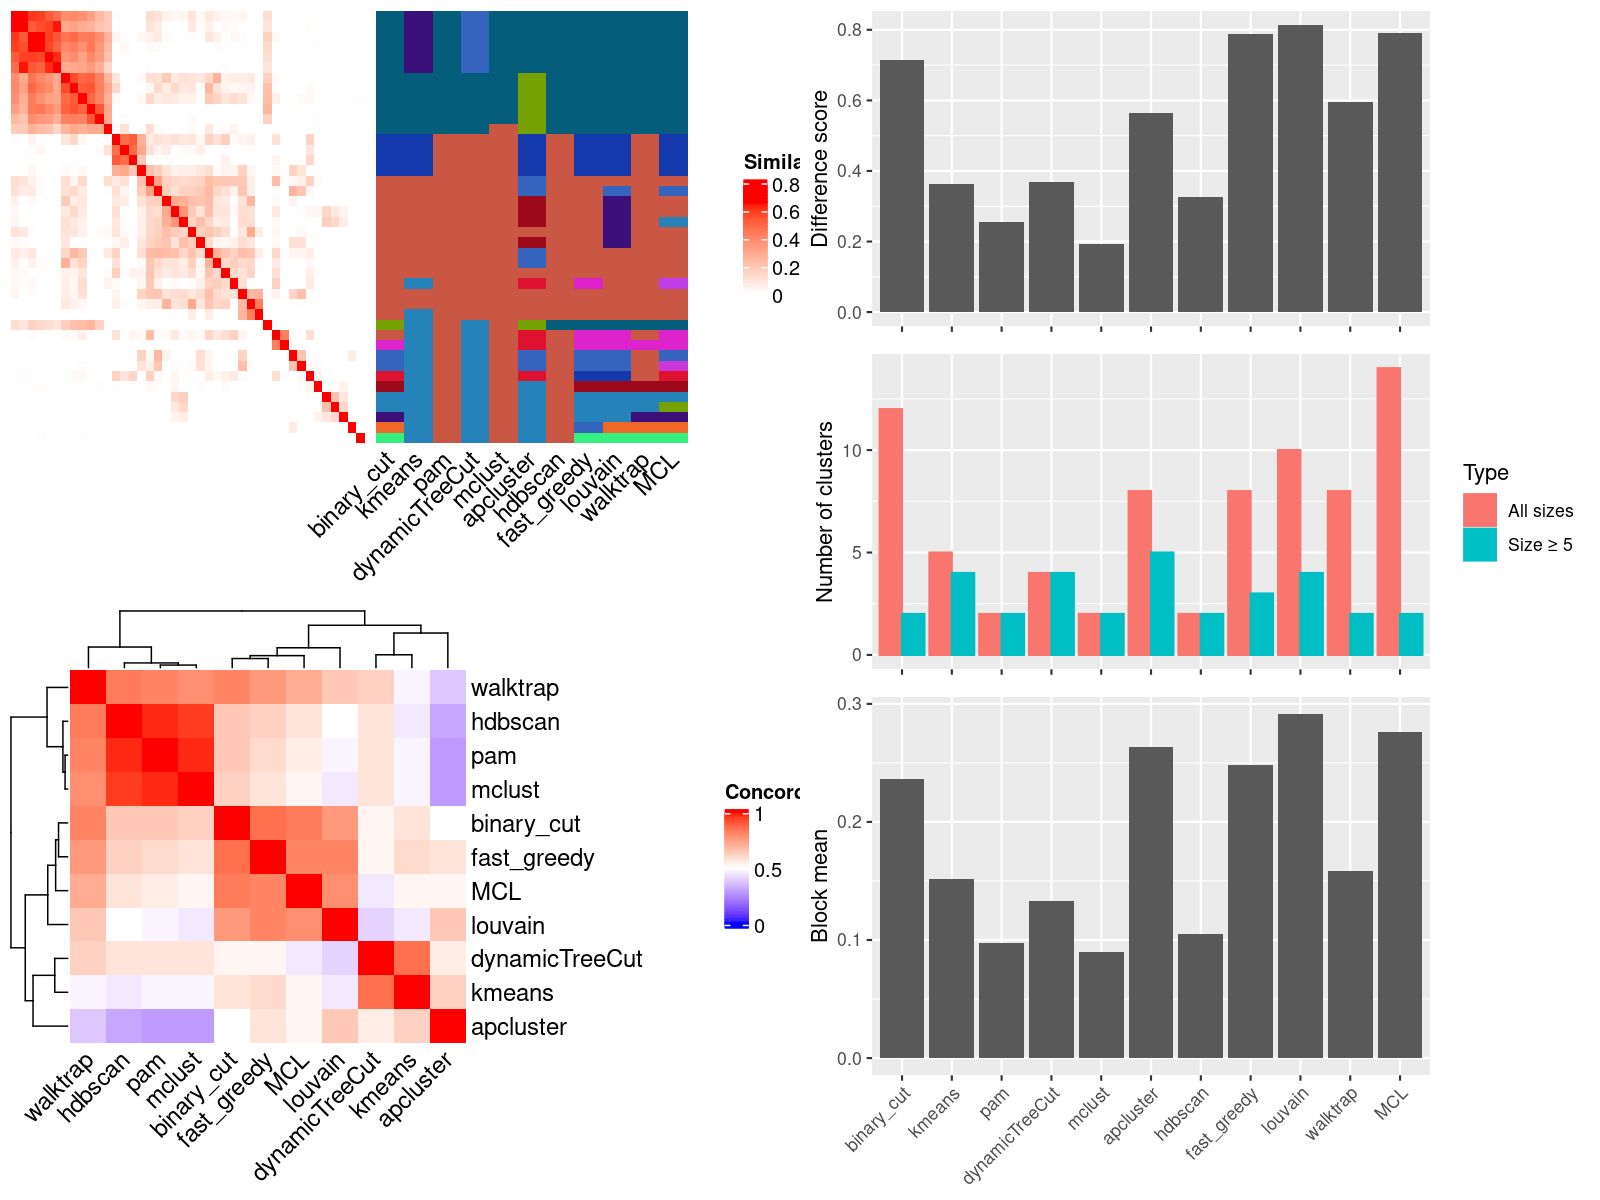 Simila
0.8
0.6
0.4
0.2
0
binary_cut
kmeans
pam
dynamicTreeCut
mclust
apcluster
hdbscan
fast_greedy
louvain
walktrap
MCL
Difference score
0.8
0.6
0.4
0.2
0.0
Number of clusters
10
5
0
Type
All sizes
Size ≥ 5
walktrap
hdbscan
pam
mclust
binary_cut
fast_greedy
MCL
louvain
dynamicTreeCut
kmeans
apcluster
walktrap
hdbscan
pam
mclust
binary_cut
fast_greedy
MCL
louvain
dynamicTreeCut
kmeans
apcluster
Concord
1
0.5
0
Block mean
0.3
0.2
0.1
0.0
binary_cut
kmeans
pam
dynamicTreeCut
mclust
apcluster
hdbscan
fast_greedy
louvain
walktrap
MCL